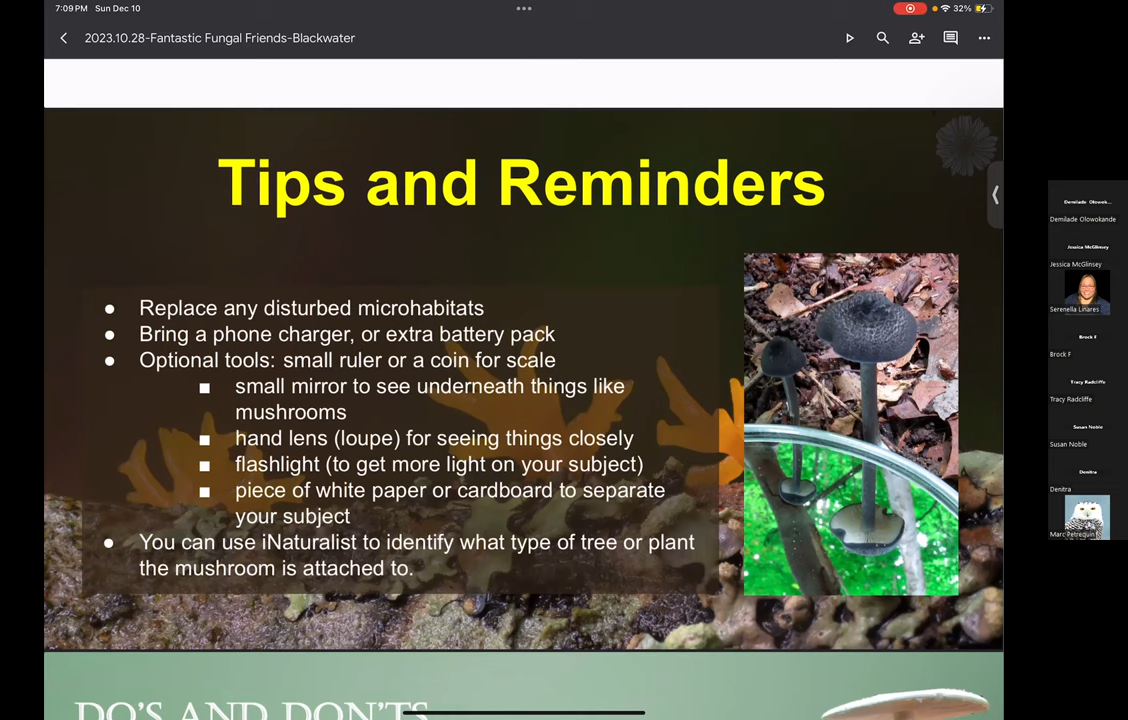 7:09 PM Sun Dec 10
32%
2023.10.28-Fantastic Fungal Friends-Blackwater
Tips and Reminders
● Replace any disturbed microhabitats
● Bring a phone charger, or extra battery pack
● Optional tools: small ruler or a coin for scale
■ small mirror to see underneath things like
mushrooms
■ hand lens (loupe) for seeing things closely
■ flashlight (to get more light on your subject)
■ piece of white paper or cardboard to separate
your subject
● You can use iNaturalist to identify what type of tree or plant
the mushroom is attached to.
DO'S AND DON'TS
Demilade Olowok...
Demilade Olowokande
Jessica McGlinsey
Jessica McGlinsey
Serenella Linares
Brock F
Brock F
Tracy Radcliffe
Tracy Radcliffe
Susan Noble
Susan Noble
Denitra
Denitra
Marc Petrequin